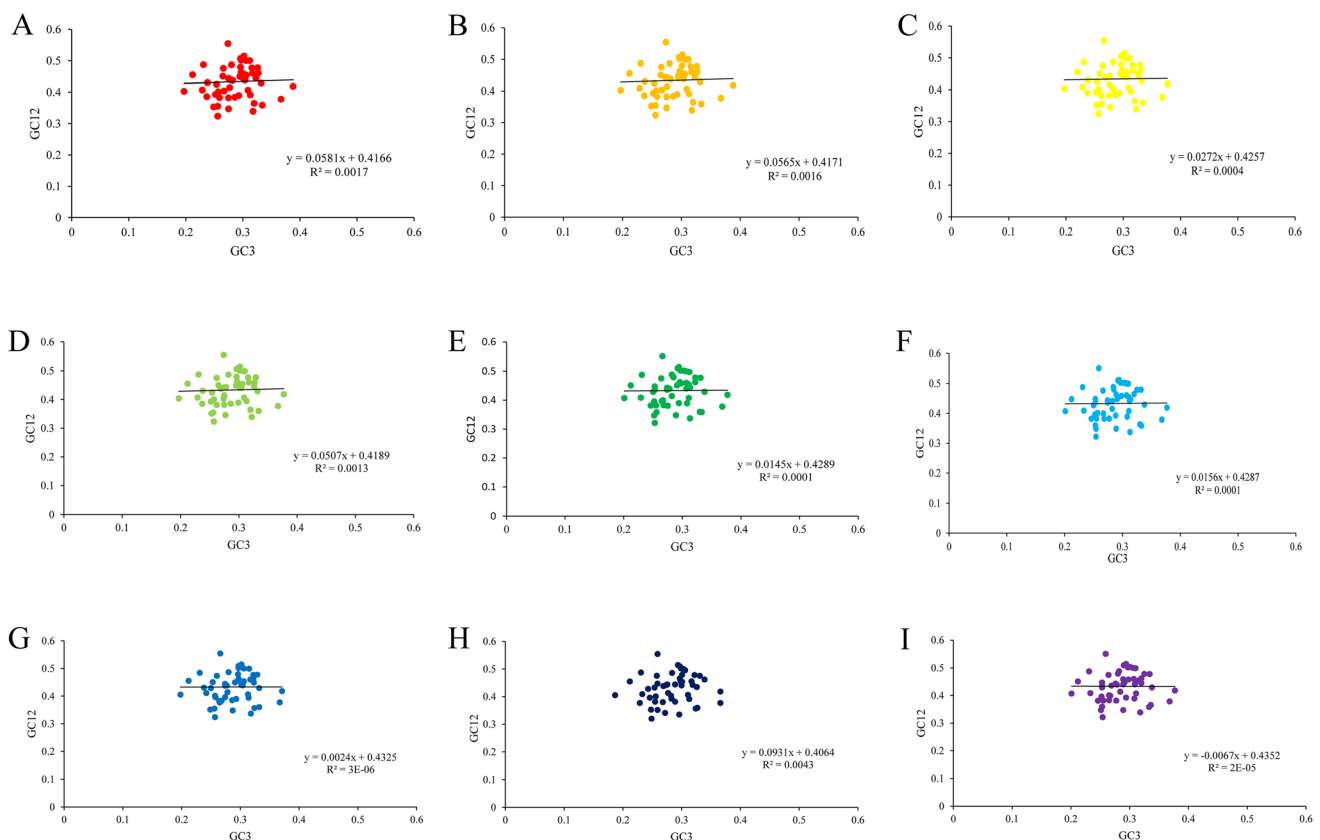 A
0.6
0.5
0.4
0.3
0.2
0.1
0
GC12
y = 0.0581x + 0.4166
R² = 0.0017
0 0.1 0.2 0.3 0.4 0.5 0.6
GC3
B
0.6
0.5
0.4
0.3
0.2
0.1
0
GC12
y = 0.0565x + 0.4171
R² = 0.0016
0 0.1 0.2 0.3 0.4 0.5 0.6
GC3
C
0.6
0.5
0.4
0.3
0.2
0.1
0
GC12
y = 0.0272x + 0.4257
R² = 0.0004
0 0.1 0.2 0.3 0.4 0.5 0.6
GC3
D
0.6
0.5
0.4
0.3
0.2
0.1
0
GC12
y = 0.0507x + 0.4189
R² = 0.0013
0 0.1 0.2 0.3 0.4 0.5 0.6
GC3
E
0.6
0.5
0.4
0.3
0.2
0.1
0
GC12
y = 0.0145x + 0.4289
R² = 0.0001
0 0.1 0.2 0.3 0.4 0.5 0.6
GC3
F
0.6
0.5
0.4
0.3
0.2
0.1
0
GC12
y = 0.0156x + 0.4287
R² = 0.0001
0 0.1 0.2 0.3 0.4 0.5 0.6
GC3
G
0.6
0.5
0.4
0.3
0.2
0.1
0
GC12
y = 0.0024x + 0.4325
R² = 3E-06
0 0.1 0.2 0.3 0.4 0.5 0.6
GC3
H
0.6
0.5
0.4
0.3
0.2
0.1
0
GC12
y = 0.0931x + 0.4064
R² = 0.0043
0 0.1 0.2 0.3 0.4 0.5 0.6
GC3
I
0.6
0.5
0.4
0.3
0.2
0.1
0
GC12
y = -0.0067x + 0.4352
R² = 2E-05
0 0.1 0.2 0.3 0.4 0.5 0.6
GC3